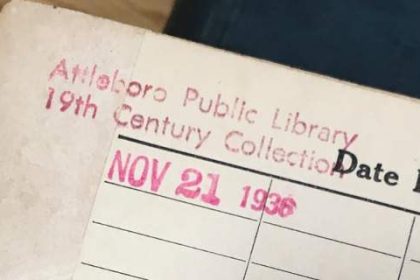 Attleboro Public Library
19th Century Collection
Date
NOV 21 1936